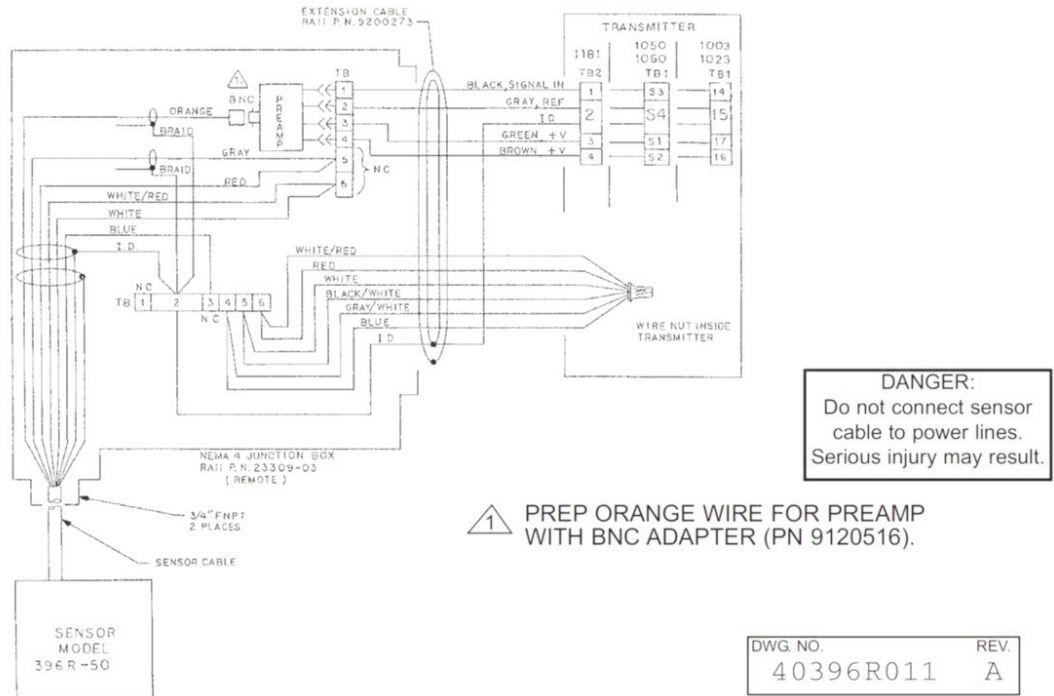 EXTENSION CABLE
RAII P.N. 9200273
TRANSMITTER
1181
1050
1060
1003
1023
TB2
TB1
TB1
1
BNC
ORANGE
BRAID
PREAMP
TB
1
2
3
4
5
6
NC
BLACK, SIGNAL IN
GRAY, REF
I.D
GREEN, +V
BROWN, +V
1
2
3
4
S3
S4
S1
S2
14
15
17
16
GRAY
BRAID
RED
WHITE/RED
WHITE
BLUE
I.D.
NC
TB 1 2 3 4 5 6
NC
WHITE/RED
RED
WHITE
BLACK/WHITE
GRAY/WHITE
BLUE
I.D
WIRE NUT INSIDE
TRANSMITTER
DANGER:
Do not connect sensor
cable to power lines.
Serious injury may result.
NEMA 4 JUNCTION BOX
RAII P.N. 23309-03
(REMOTE)
3/4" FNPT
2 PLACES
SENSOR CABLE
1 PREP ORANGE WIRE FOR PREAMP
WITH BNC ADAPTER (PN 9120516).
SENSOR
MODEL
396R-50
DWG. NO. REV.
40396R011 A